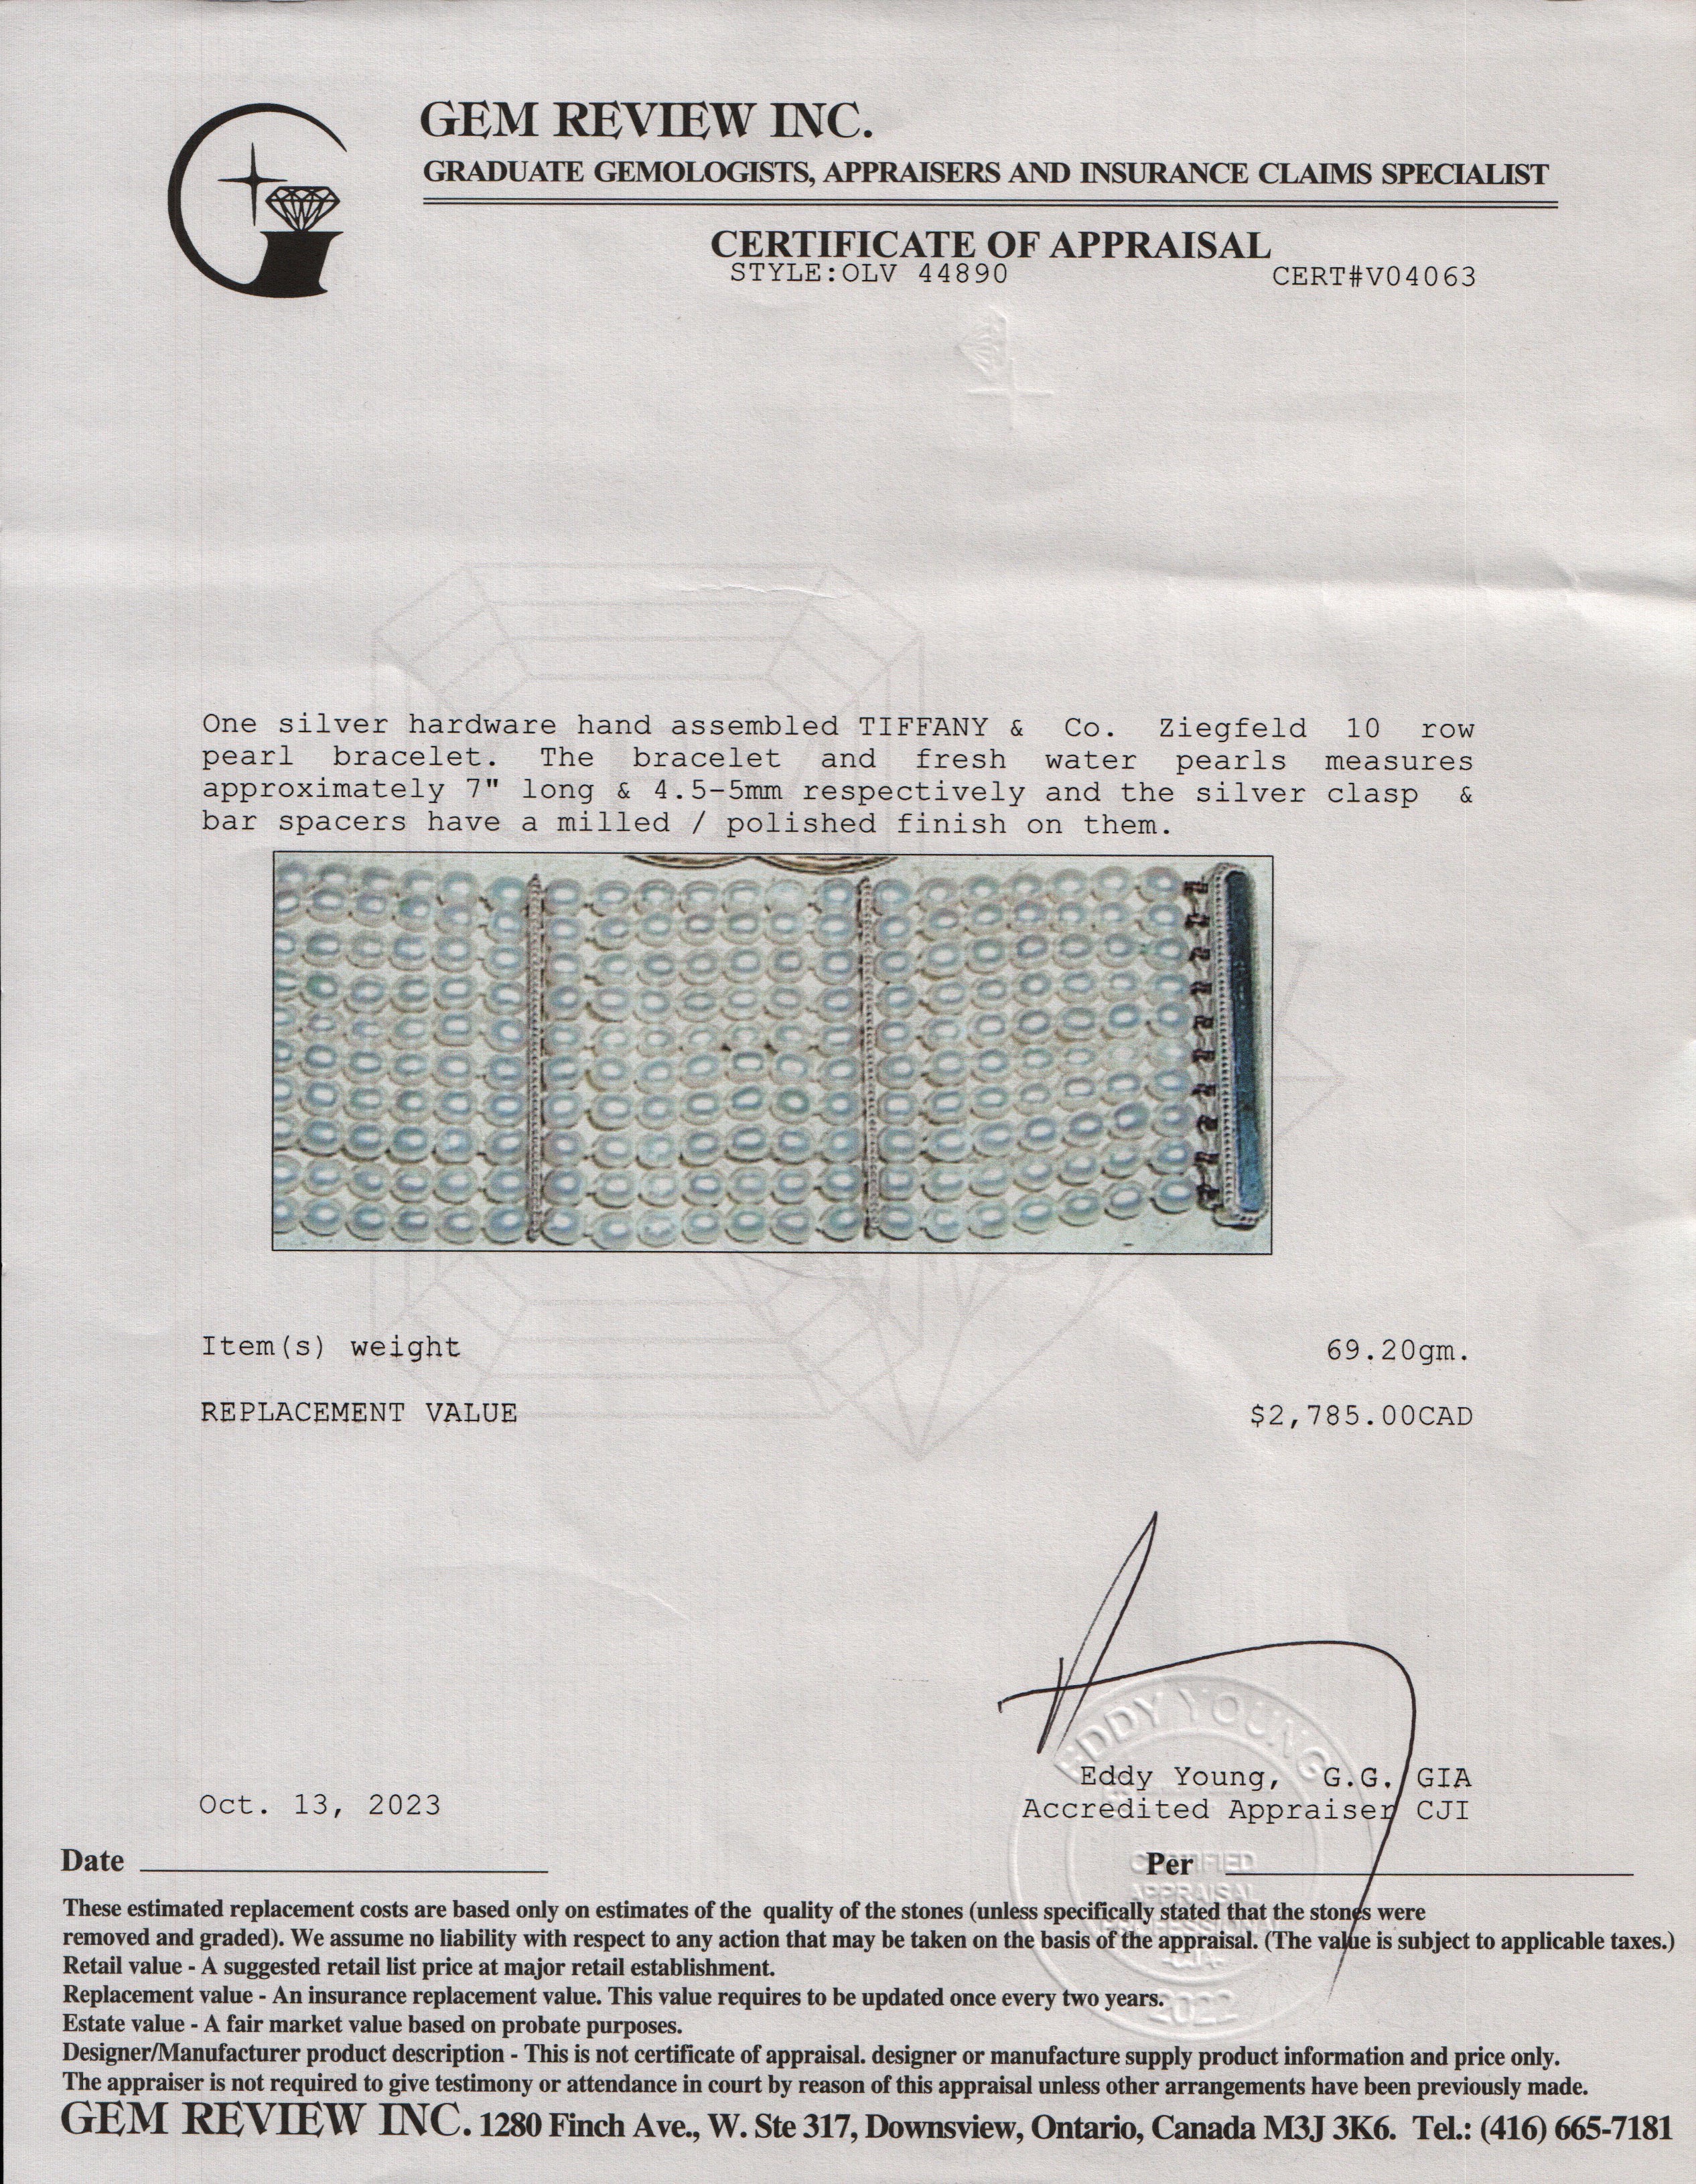 GEM REVIEW INC.
GRADUATE GEMOLOGISTS, APPRAISERS AND INSURANCE CLAIMS SPECIALIST
CERTIFICATE OF APPRAISAL
STYLE:OLV 44890 CERT#V04063
One silver hardware hand assembled TIFFANY & Co. Ziegfeld 10 row
pearl bracelet. The bracelet and fresh water pearls measures
approximately 7" long & 4.5-5mm respectively and the silver clasp &
bar spacers have a milled / polished finish on them.
Item(s) weight 69.20gm.
REPLACEMENT VALUE $2,785.00CAD
EDDY YOUNG
Eddy Young, G.G. GIA
Oct. 13, 2023 Accredited Appraiser CJI
Date Per
CERTIFIED
APPRAISAL
PROFESSIONAL
2022
These estimated replacement costs are based only on estimates of the quality of the stones (unless specifically stated that the stones were
removed and graded). We assume no liability with respect to any action that may be taken on the basis of the appraisal. (The value is subject to applicable taxes.)
Retail value - A suggested retail list price at major retail establishment.
Replacement value - An insurance replacement value. This value requires to be updated once every two years.
Estate value - A fair market value based on probate purposes.
Designer/Manufacturer product description - This is not certificate of appraisal. designer or manufacture supply product information and price only.
The appraiser is not required to give testimony or attendance in court by reason of this appraisal unless other arrangements have been previously made.
GEM REVIEW INC. 1280 Finch Ave., W. Ste 317, Downsview, Ontario, Canada M3J 3K6. Tel.: (416) 665-7181